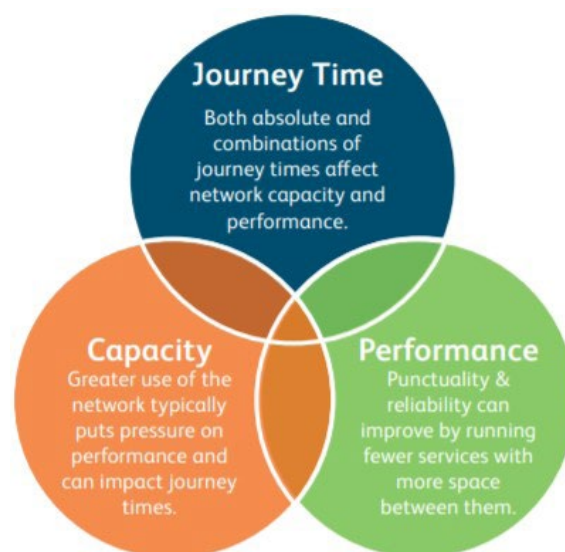 Journey Time
Both absolute and
combinations of
journey times affect
network capacity and
performance.
Capacity
Greater use of the
network typically
puts pressure on
performance and
can impact journey
times.
Performance
Punctuality &
reliability can
improve by running
fewer services with
more space
between them.